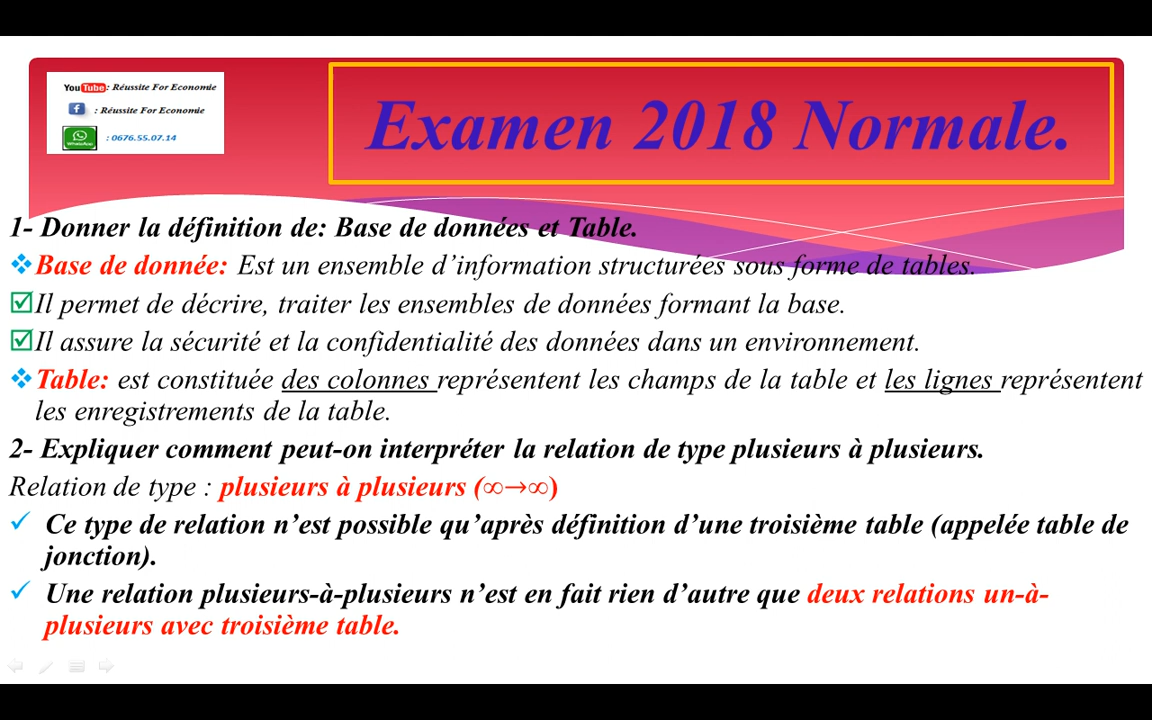 YouTube : Réussite For Economie
f : Réussite For Economie
WhatsApp : 0676.55.07.14
Examen 2018 Normale.
1- Donner la définition de: Base de données et Table.
❖Base de donnée: Est un ensemble d’information structurées sous forme de tables.
☑Il permet de décrire, traiter les ensembles de données formant la base.
☑Il assure la sécurité et la confidentialité des données dans un environnement.
❖Table: est constituée des colonnes représentent les champs de la table et les lignes représentent
les enregistrements de la table.
2- Expliquer comment peut-on interpréter la relation de type plusieurs à plusieurs.
Relation de type : plusieurs à plusieurs (∞→∞)
✓ Ce type de relation n’est possible qu’après définition d’une troisième table (appelée table de
jonction).
✓ Une relation plusieurs-à-plusieurs n’est en fait rien d’autre que deux relations un-à-
plusieurs avec troisième table.